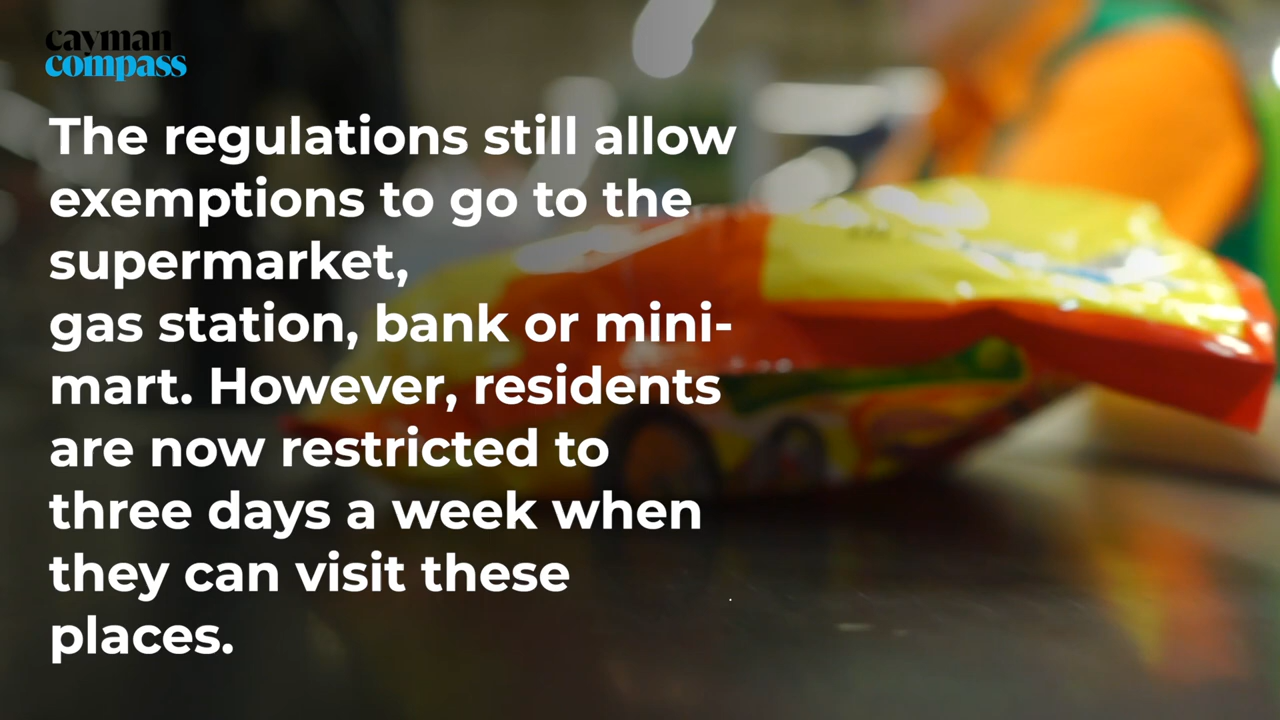 cayman
compass
The regulations still allow
exemptions to go to the
supermarket,
gas station, bank or mini-
mart. However, residents
are now restricted to
three days a week when
they can visit these
places.